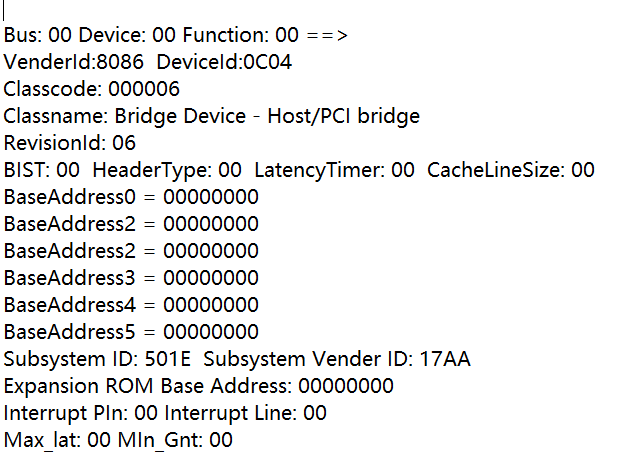 Bus: 00 Device: 00 Function: 00 ==>
VenderId:8086  DeviceId:0C04
Classcode: 000006
Classname: Bridge Device - Host/PCI bridge
RevisionId: 06
BIST: 00  HeaderType: 00  LatencyTimer: 00  CacheLineSize: 00
BaseAddress0 = 00000000
BaseAddress2 = 00000000
BaseAddress2 = 00000000
BaseAddress3 = 00000000
BaseAddress4 = 00000000
BaseAddress5 = 00000000
Subsystem ID: 501E  Subsystem Vender ID: 17AA
Expansion ROM Base Address: 00000000
Interrupt PIn: 00 Interrupt Line: 00
Max_lat: 00 MIn_Gnt: 00